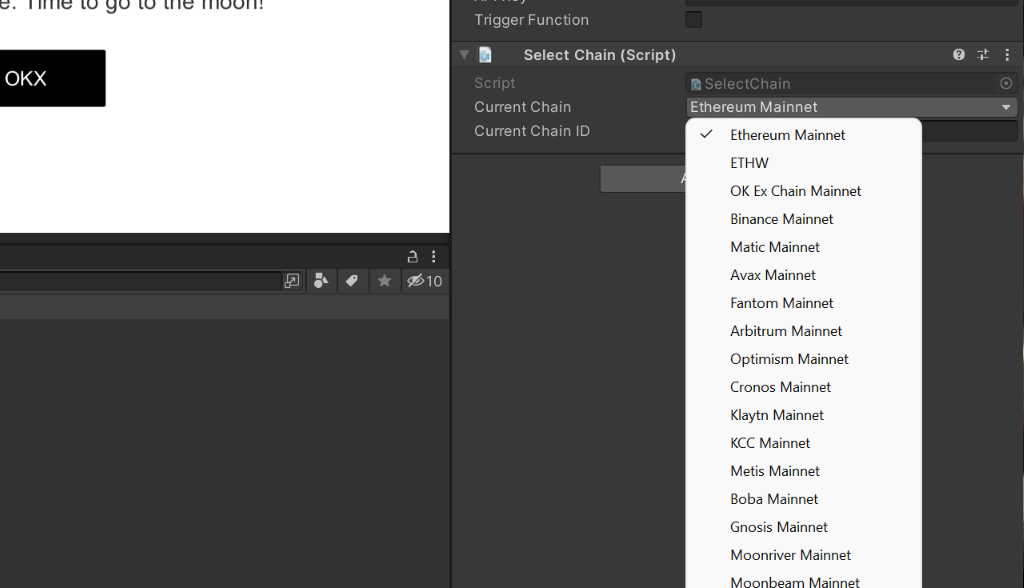 Time to go to the moon!
OKX
10
Trigger Function
Select Chain (Script)
Script
SelectChain
Current Chain
Ethereum Mainnet
Current Chain ID
Ethereum Mainnet
ETHW
OK Ex Chain Mainnet
Binance Mainnet
Matic Mainnet
Avax Mainnet
Fantom Mainnet
Arbitrum Mainnet
Optimism Mainnet
Cronos Mainnet
Klaytn Mainnet
KCC Mainnet
Metis Mainnet
Boba Mainnet
Gnosis Mainnet
Moonriver Mainnet
Moonbeam Mainnet